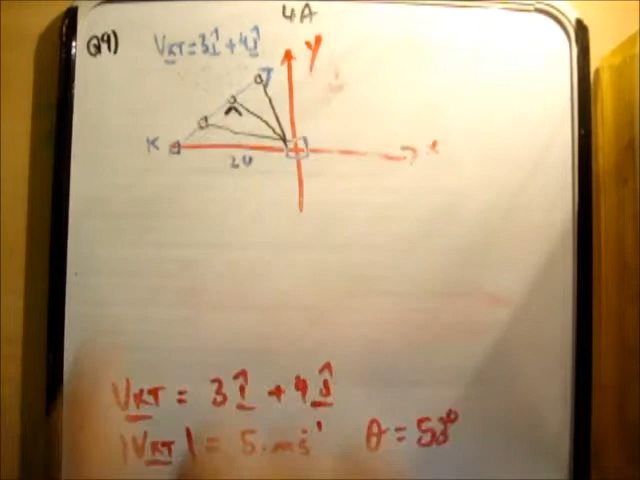 4A
Q9)
V_KT = 3î + 4ĵ
y
K
20
x
V_KT = 3î + 4ĵ
|V_KT| = 5 ms⁻¹ θ = 53°